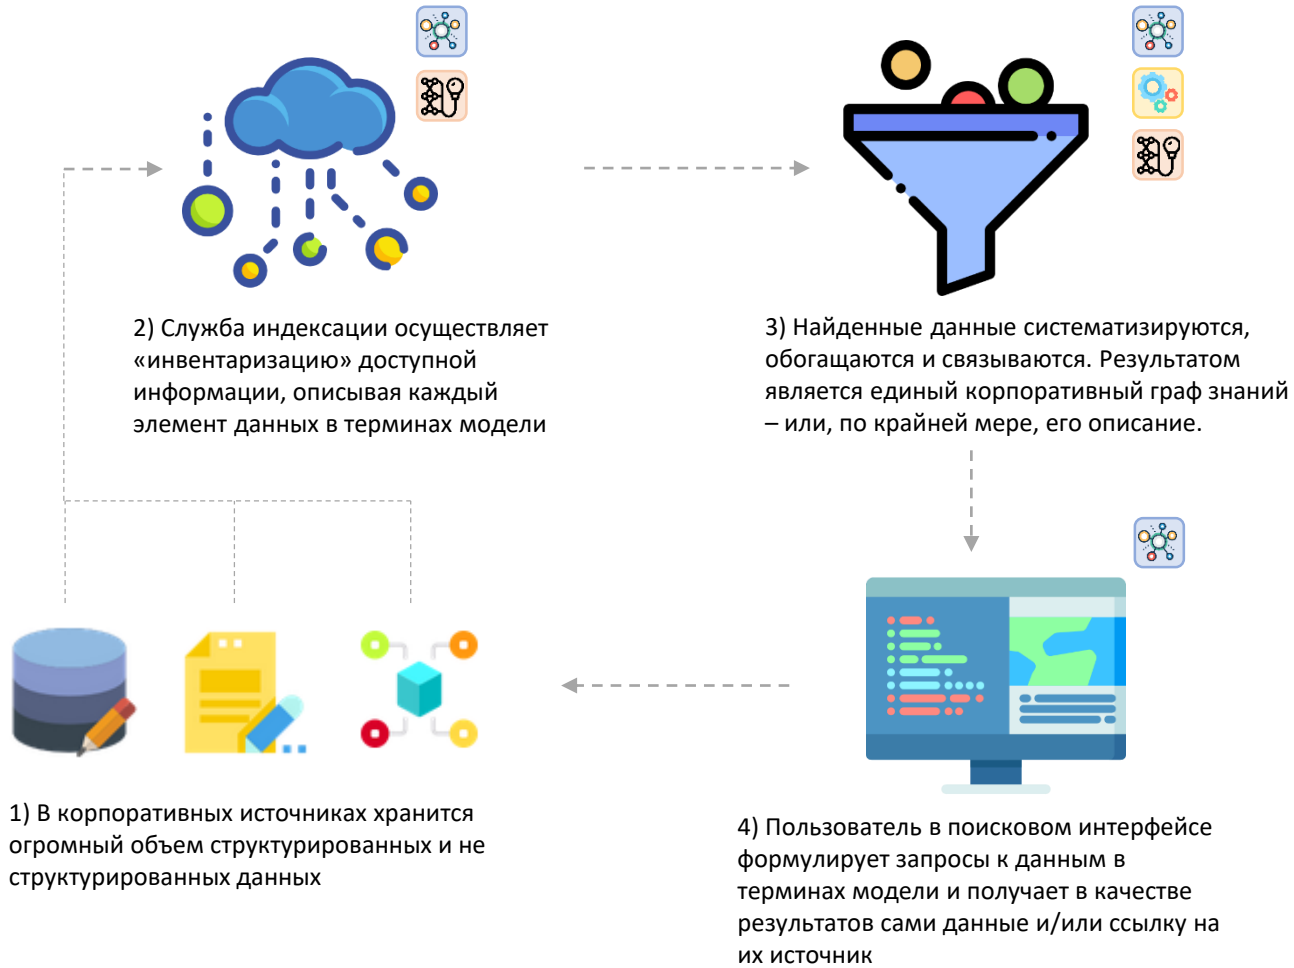 2) Служба индексации осуществляет
«инвентаризацию» доступной
информации, описывая каждый
элемент данных в терминах модели
3) Найденные данные систематизируются,
обогащаются и связываются. Результатом
является единый корпоративный граф знаний
– или, по крайней мере, его описание.
1) В корпоративных источниках хранится
огромный объем структурированных и не
структурированных данных
4) Пользователь в поисковом интерфейсе
формулирует запросы к данным в
терминах модели и получает в качестве
результатов сами данные и/или ссылку на
их источник